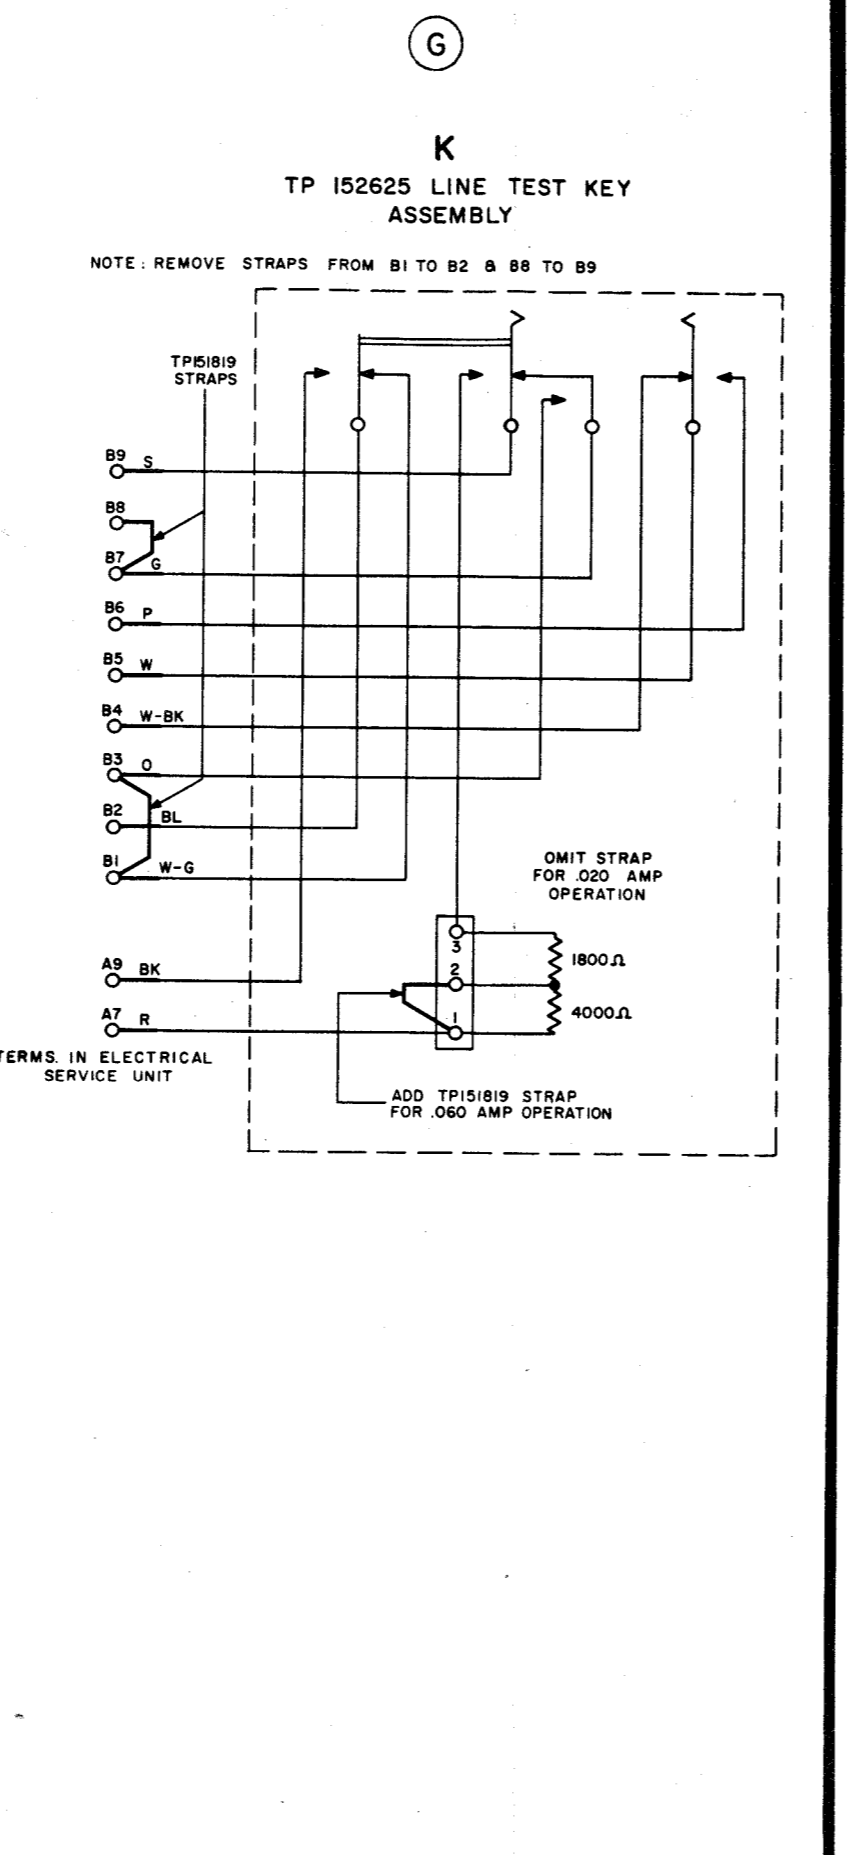 G
K
TP 152625 LINE TEST KEY
ASSEMBLY
NOTE: REMOVE STRAPS FROM B1 TO B2 & B8 TO B9
TP151819
STRAPS
B9 S
B8
B7 G
B6 P
B5 W
B4 W-BK
B3 O
B2 BL
B1 W-G
OMIT STRAP
FOR .020 AMP
OPERATION
A9 BK
3
1800Ω
2
4000Ω
A7 R
1
TERMS. IN ELECTRICAL
SERVICE UNIT
ADD TP151819 STRAP
FOR .060 AMP OPERATION